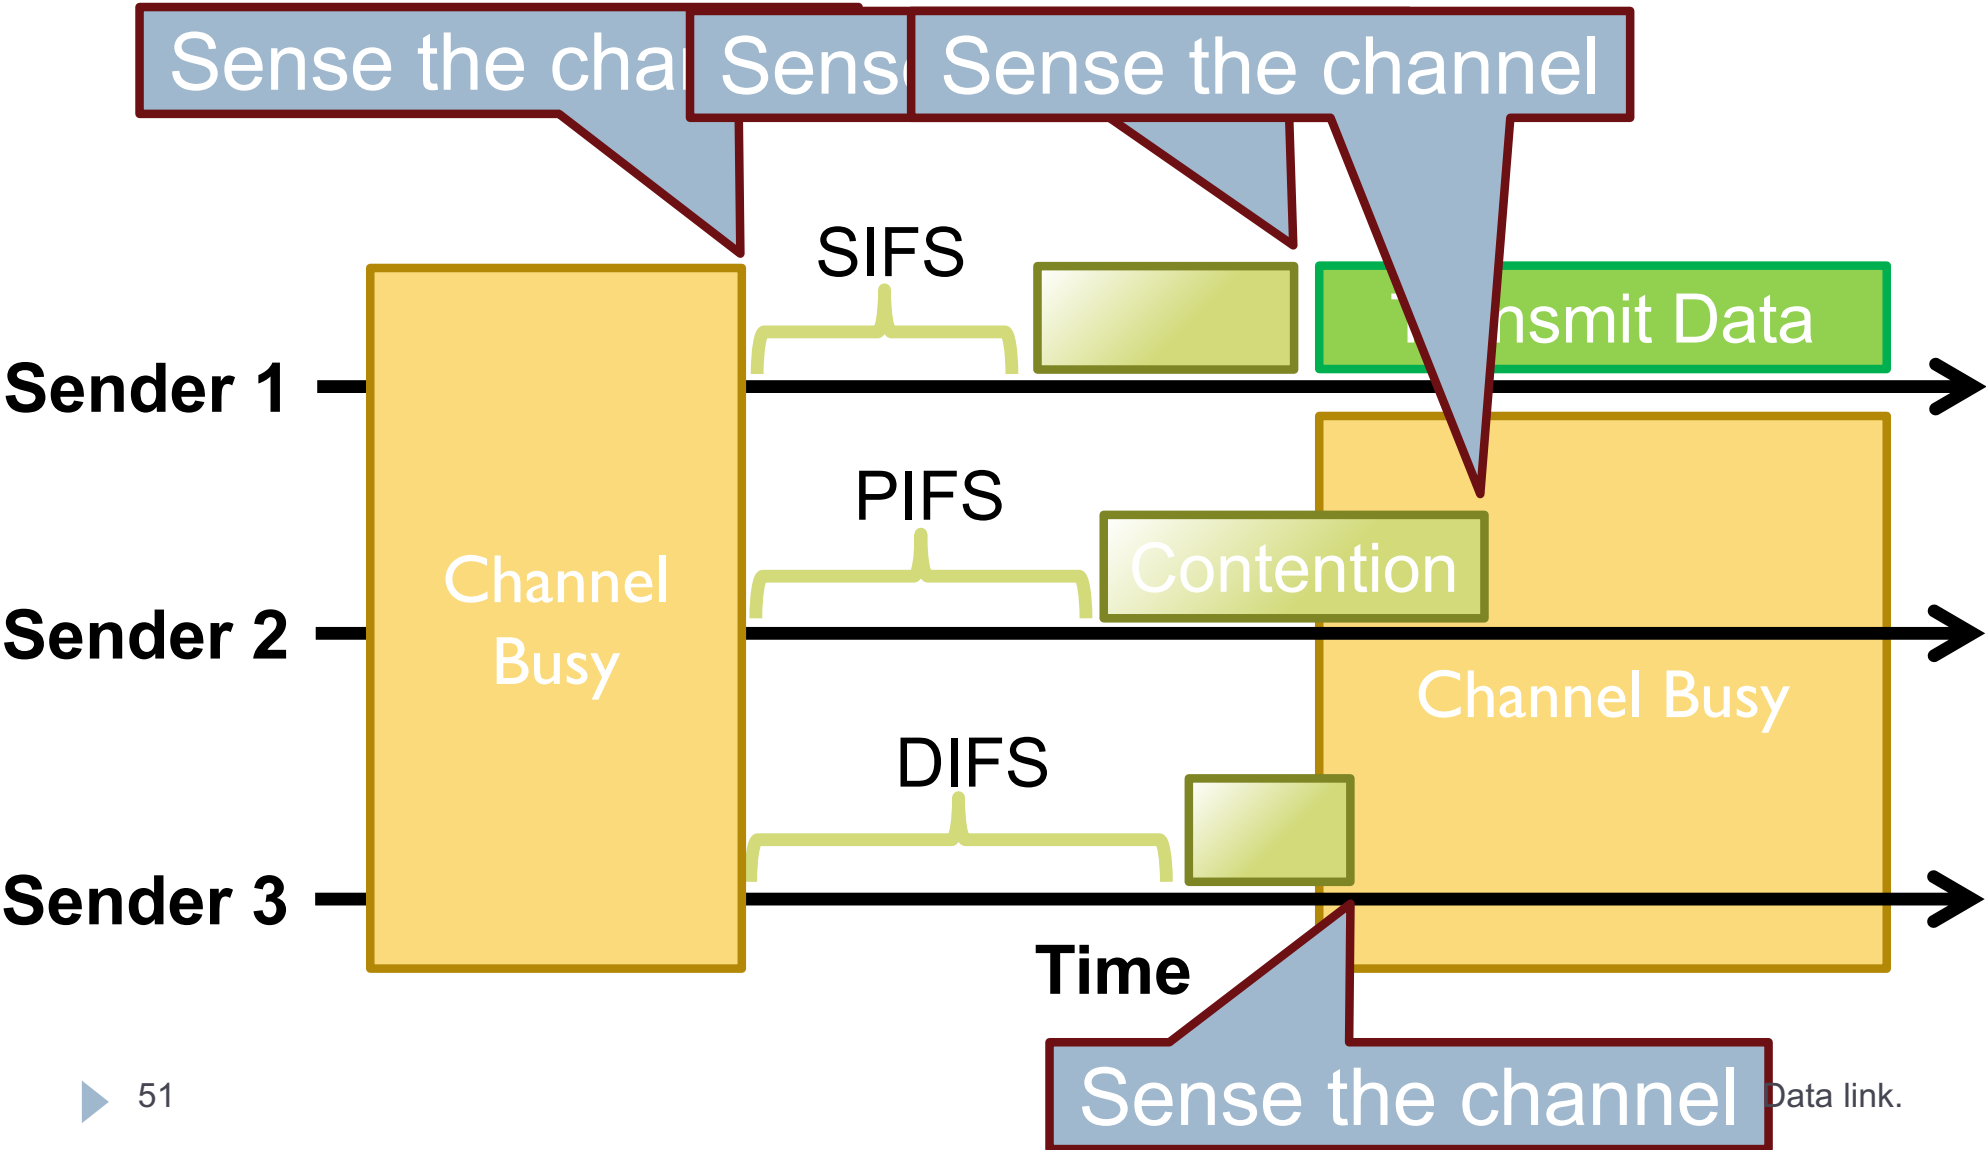 Sense the cha
Sens
Sense the channel
SIFS
nsmit Data
Sender 1
PIFS
Contention
Channel
Busy
Sender 2
Channel Busy
DIFS
Sender 3
Time
Sense the channel
51
Data link.